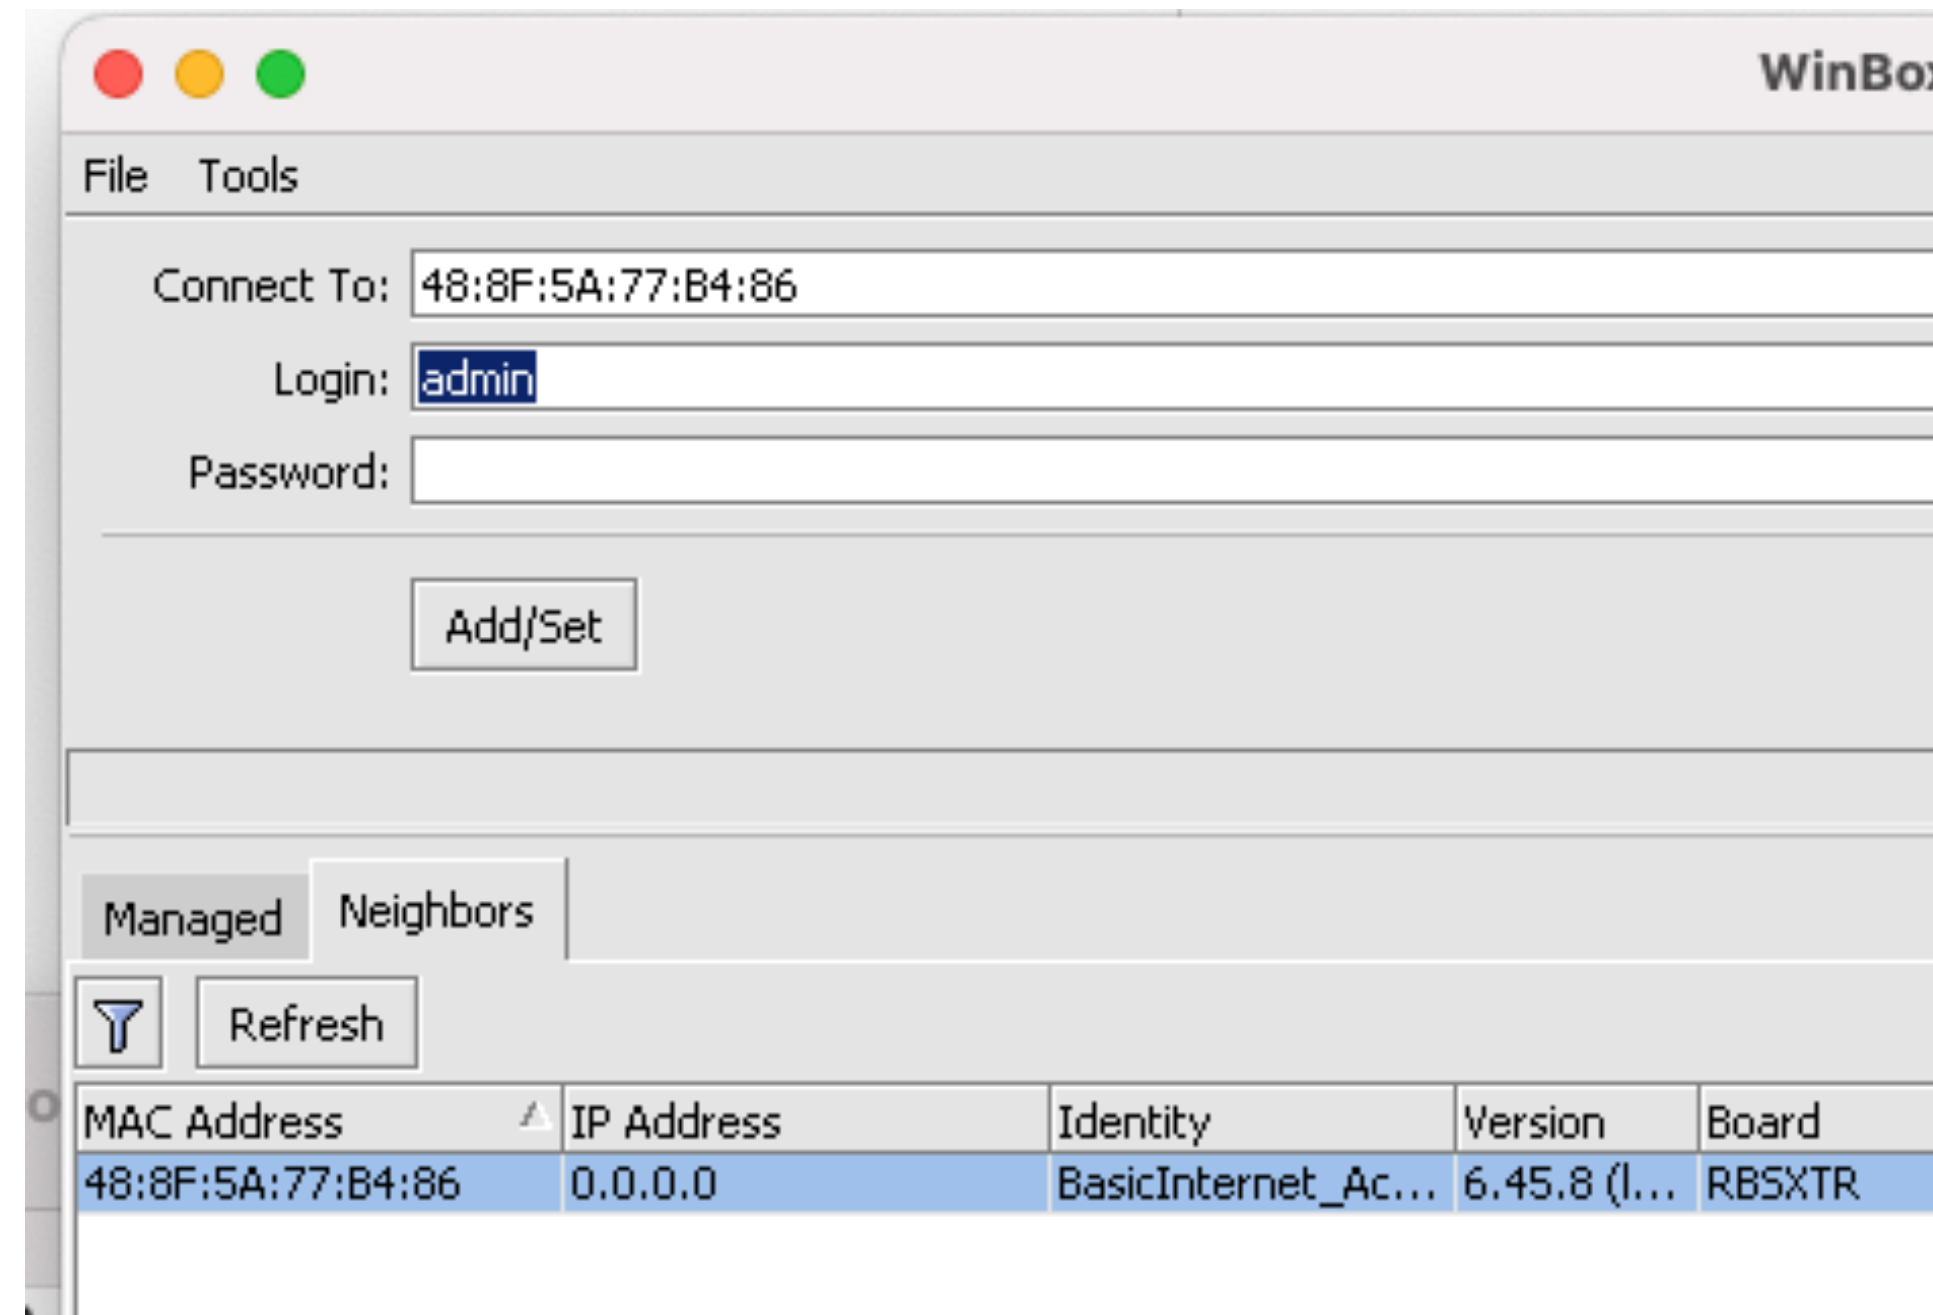 WinBox
File Tools
Connect To: 48:8F:5A:77:B4:86
Login: admin
Password:
Add/Set
Managed Neighbors
Refresh
MAC Address IP Address Identity Version Board
48:8F:5A:77:B4:86 0.0.0.0 BasicInternet_Ac... 6.45.8 (l... RBSXTR